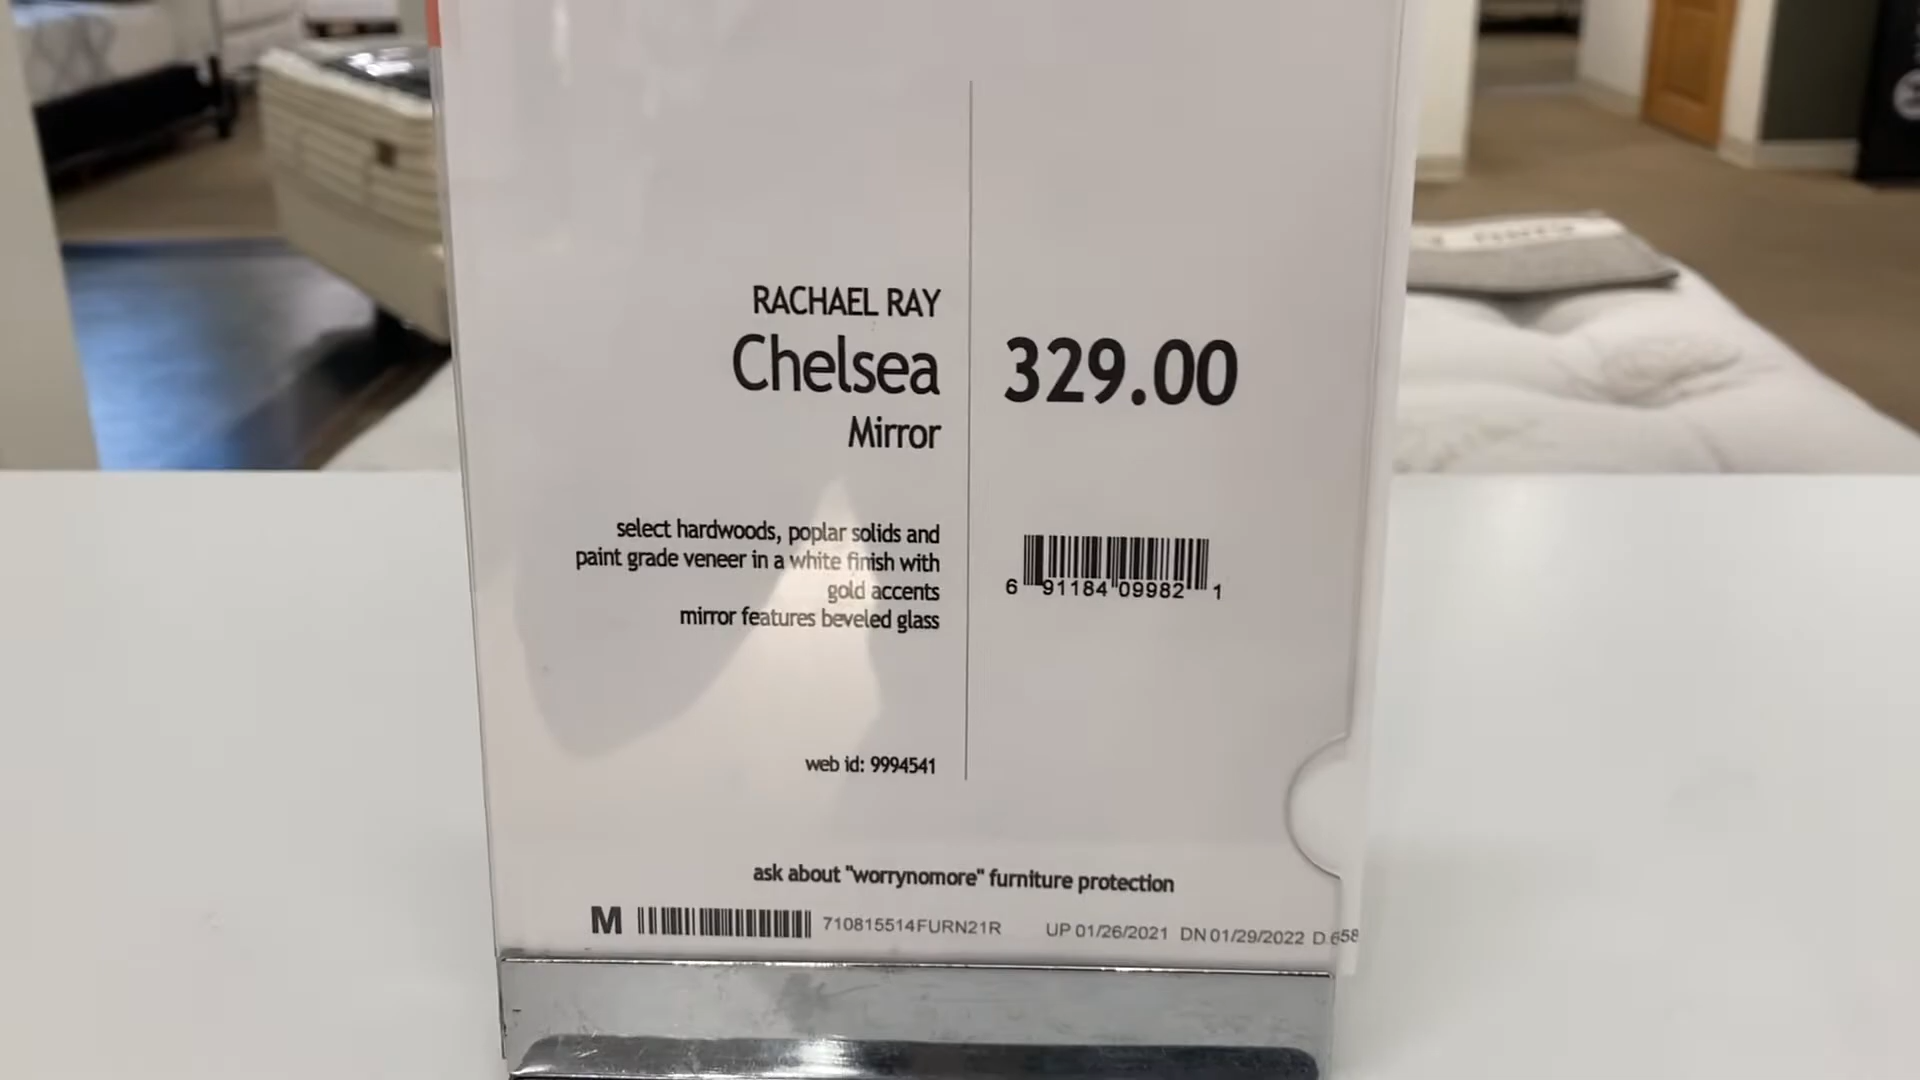 RACHAEL RAY
Chelsea
Mirror
329.00
select hardwoods, poplar solids and
paint grade veneer in a white finish with
gold accents
mirror features beveled glass
6 91184 09982 1
web id: 9994541
ask about "worrynomore" furniture protection
M 710815514FURN21R UP 01/26/2021 DN 01/29/2022 D 658